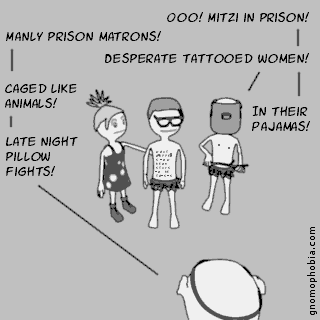 OOO! MITZI IN PRISON!
MANLY PRISON MATRONS!
DESPERATE TATTOOED WOMEN!
CAGED LIKE
ANIMALS!
IN THEIR
PAJAMAS!
LATE NIGHT
PILLOW
FIGHTS!
gnomophobia.com